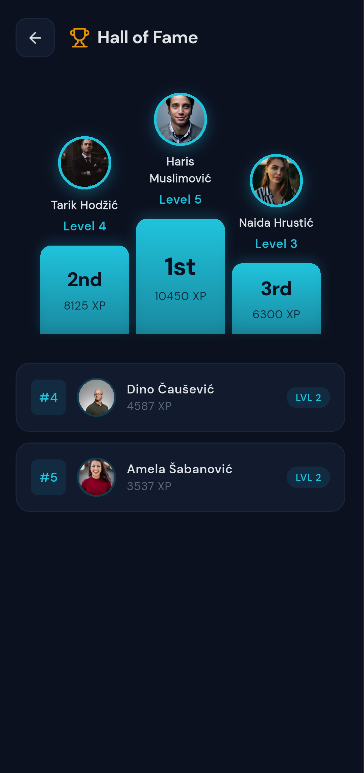 Hall of Fame
Haris
Muslimović
Level 5
Tarik Hodžić
Level 4
Naida Hrustić
Level 3
1st
10450 XP
2nd
8125 XP
3rd
6300 XP
#4
Dino Čaušević
4587 XP
LVL 2
#5
Amela Šabanović
3537 XP
LVL 2